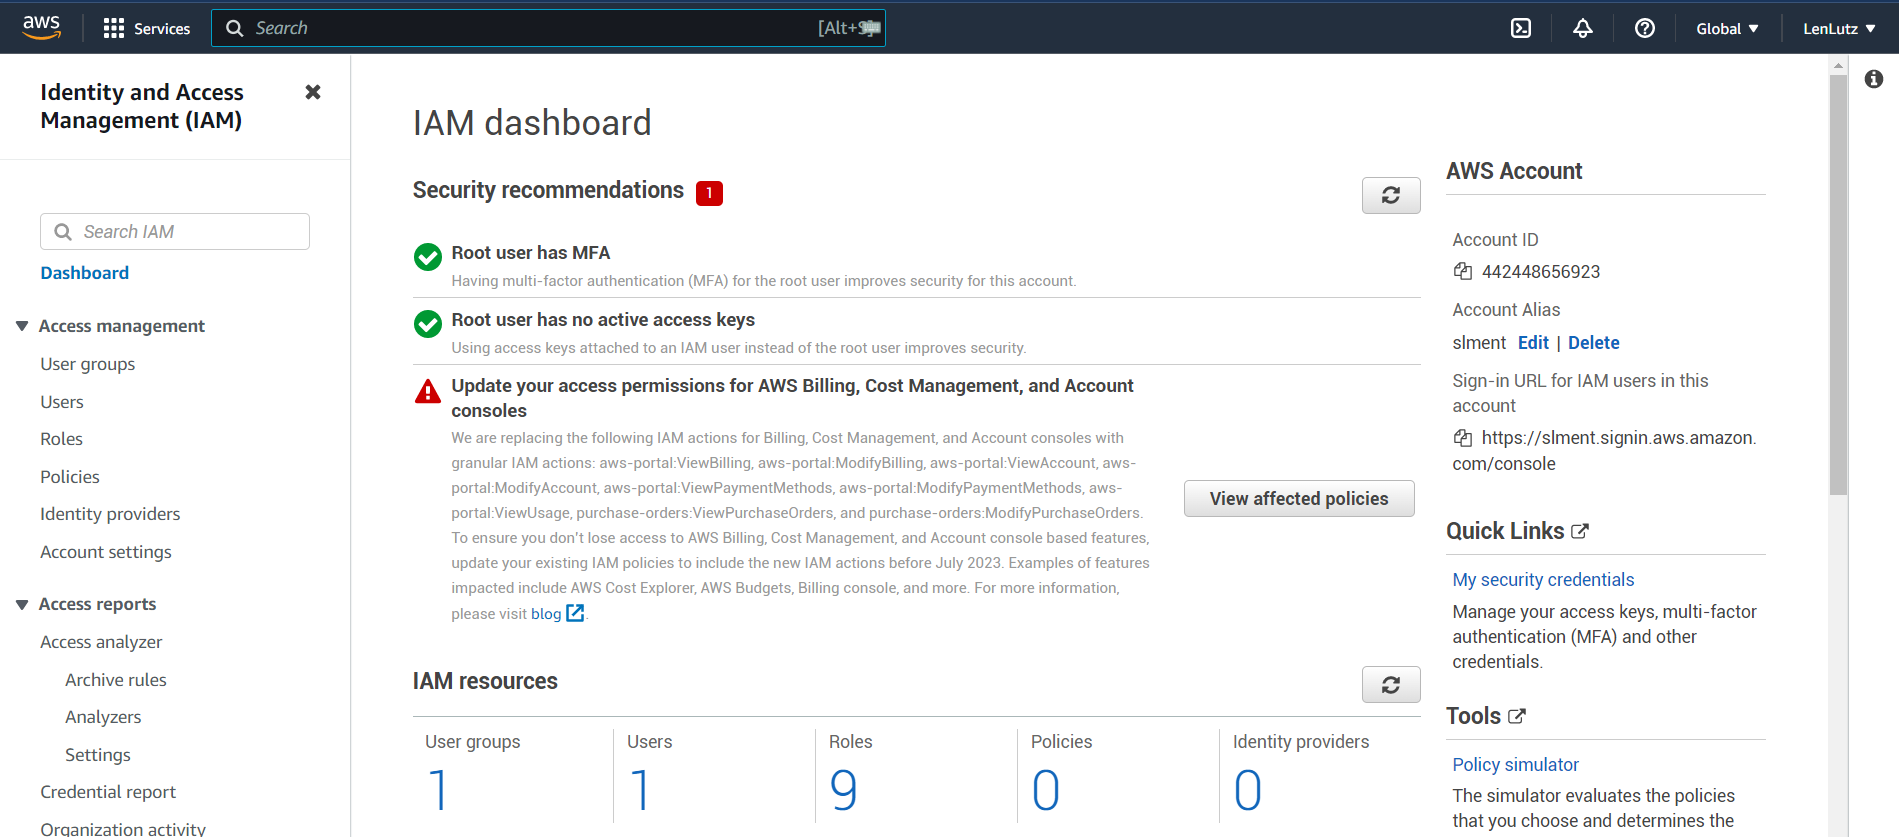 aws
Services
Search
[Alt+S]
Global
LenLutz
Identity and Access
Management (IAM)
Search IAM
Dashboard
Access management
User groups
Users
Roles
Policies
Identity providers
Account settings
Access reports
Access analyzer
Archive rules
Analyzers
Settings
Credential report
Organization activity
IAM dashboard
Security recommendations 1
Root user has MFA
Having multi-factor authentication (MFA) for the root user improves security for this account.
Root user has no active access keys
Using access keys attached to an IAM user instead of the root user improves security.
Update your access permissions for AWS Billing, Cost Management, and Account
consoles
We are replacing the following IAM actions for Billing, Cost Management, and Account consoles with
granular IAM actions: aws-portal:ViewBilling, aws-portal:ModifyBilling, aws-portal:ViewAccount, aws-
portal:ModifyAccount, aws-portal:ViewPaymentMethods, aws-portal:ModifyPaymentMethods, aws-
portal:ViewUsage, purchase-orders:ViewPurchaseOrders, and purchase-orders:ModifyPurchaseOrders.
To ensure you don't lose access to AWS Billing, Cost Management, and Account console based features,
update your existing IAM policies to include the new IAM actions before July 2023. Examples of features
impacted include AWS Cost Explorer, AWS Budgets, Billing console, and more. For more information,
please visit blog .
View affected policies
IAM resources
User groups
1
Users
1
Roles
9
Policies
0
Identity providers
0
AWS Account
Account ID
442448656923
Account Alias
slment Edit | Delete
Sign-in URL for IAM users in this
account
https://slment.signin.aws.amazon.
com/console
Quick Links
My security credentials
Manage your access keys, multi-factor
authentication (MFA) and other
credentials.
Tools
Policy simulator
The simulator evaluates the policies
that you choose and determines the